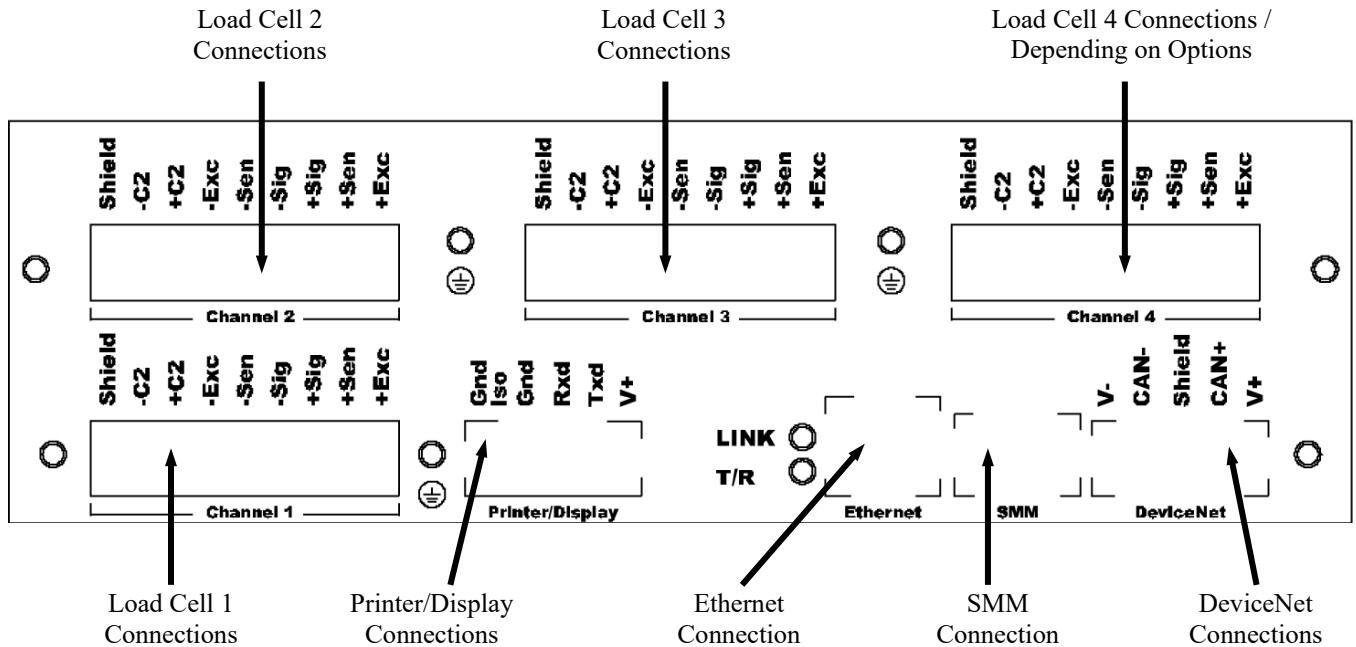 Load Cell 2
Connections
Load Cell 3
Connections
Load Cell 4 Connections /
Depending on Options
Shield
-C2
+C2
-Exc
-Sen
-Sig
+Sig
+Sen
+Exc
Shield
-C2
+C2
-Exc
-Sen
-Sig
+Sig
+Sen
+Exc
Shield
-C2
+C2
-Exc
-Sen
-Sig
+Sig
+Sen
+Exc
Channel 2
Channel 3
Channel 4
Shield
-C2
+C2
-Exc
-Sen
-Sig
+Sig
+Sen
+Exc
Gnd
Iso
Gnd
Rxd
Txd
V+
LINK
T/R
V-
CAN-
Shield
CAN+
V+
Channel 1
Printer/Display
Ethernet
SMM
DeviceNet
Load Cell 1
Connections
Printer/Display
Connections
Ethernet
Connection
SMM
Connection
DeviceNet
Connections